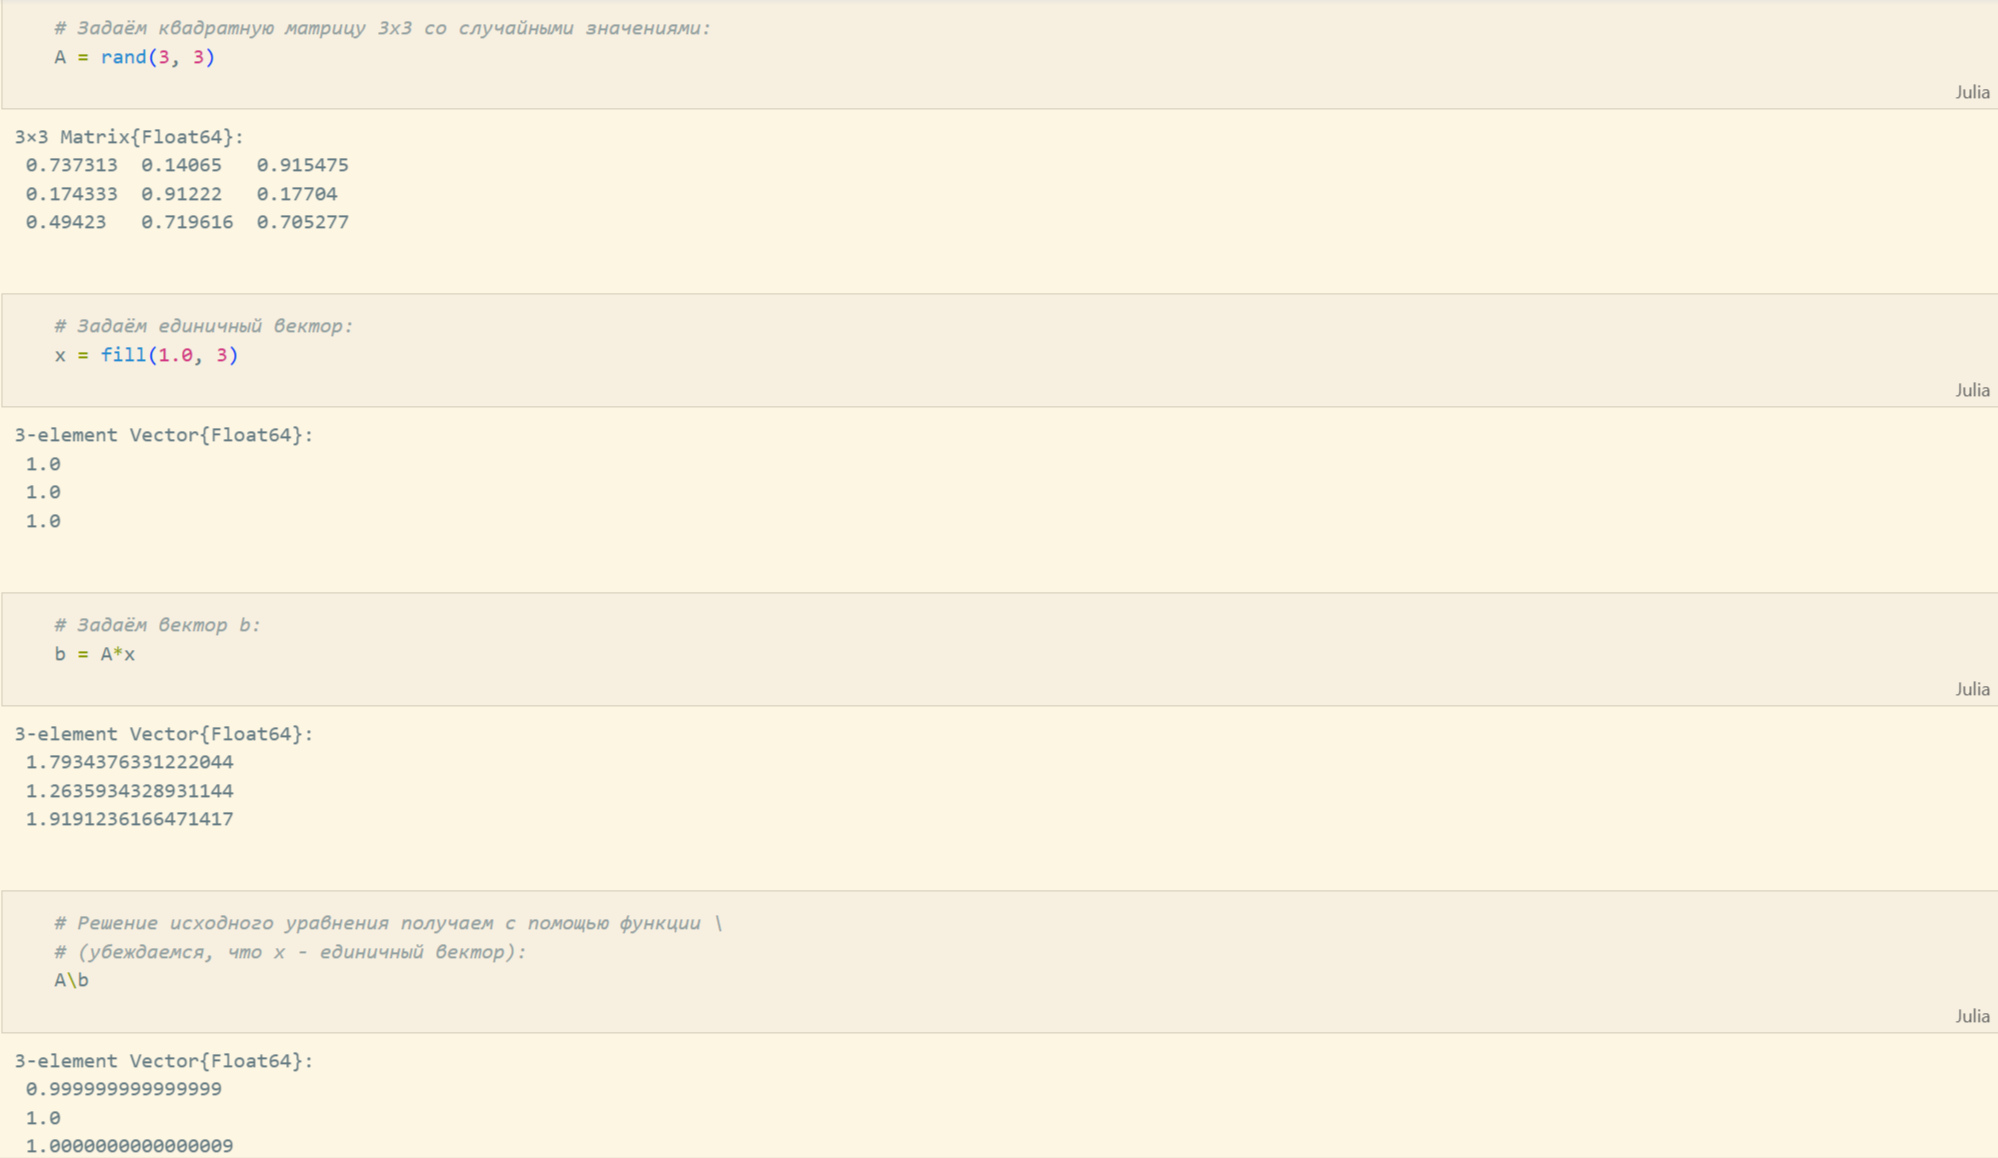 # Задаём квадратную матрицу 3x3 со случайными значениями:
A = rand(3, 3)
Julia
3×3 Matrix{Float64}:
0.737313  0.14065   0.915475
0.174333  0.91222   0.17704
0.49423   0.719616  0.705277
# Задаём единичный вектор:
x = fill(1.0, 3)
Julia
3-element Vector{Float64}:
1.0
1.0
1.0
# Задаём вектор b:
b = A*x
Julia
3-element Vector{Float64}:
1.7934376331222044
1.2635934328931144
1.9191236166471417
# Решение исходного уравнения получаем с помощью функции \
# (убеждаемся, что x - единичный вектор):
A\b
Julia
3-element Vector{Float64}:
0.999999999999999
1.0
1.0000000000000009